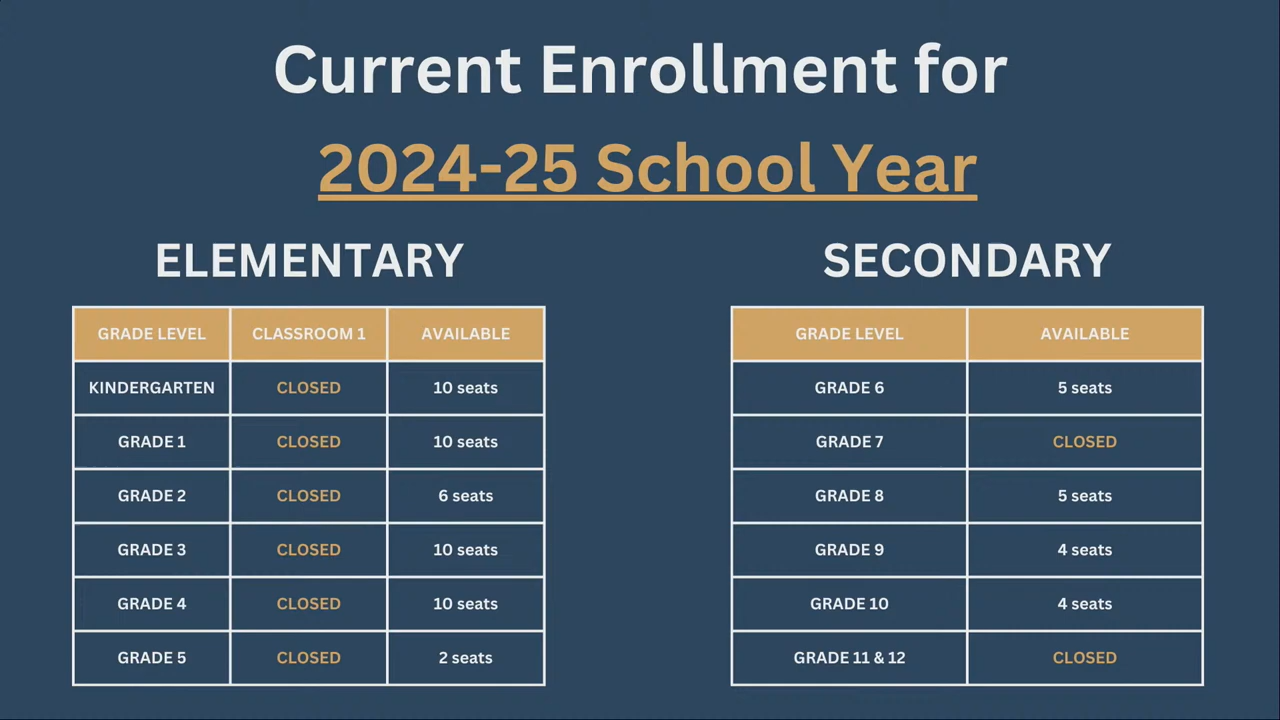 Current Enrollment for
2024-25 School Year
ELEMENTARY
GRADE LEVEL CLASSROOM 1 AVAILABLE
KINDERGARTEN CLOSED 10 seats
GRADE 1 CLOSED 10 seats
GRADE 2 CLOSED 6 seats
GRADE 3 CLOSED 10 seats
GRADE 4 CLOSED 10 seats
GRADE 5 CLOSED 2 seats
SECONDARY
GRADE LEVEL AVAILABLE
GRADE 6 5 seats
GRADE 7 CLOSED
GRADE 8 5 seats
GRADE 9 4 seats
GRADE 10 4 seats
GRADE 11 & 12 CLOSED